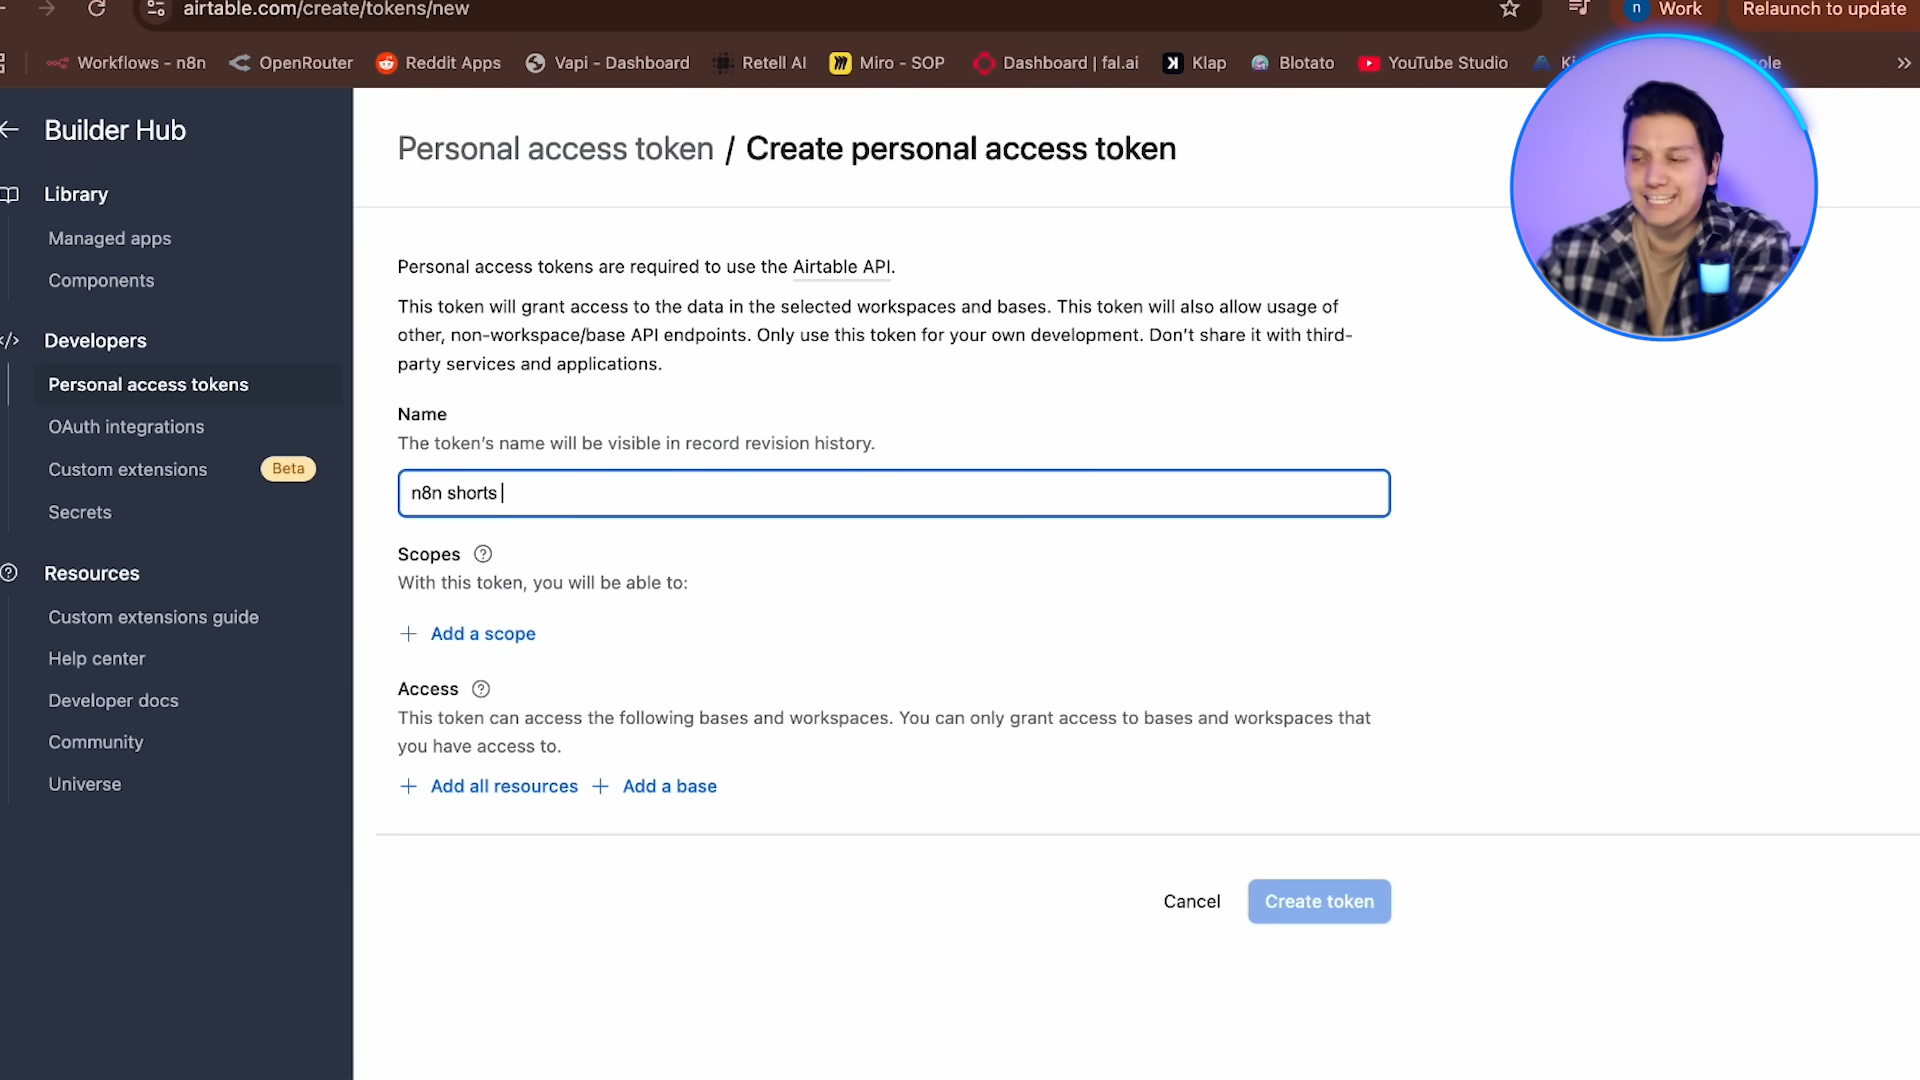 airtable.com/create/tokens/new
Work
Relaunch to update
Workflows - n8n
OpenRouter
Reddit Apps
Vapi - Dashboard
Retell AI
Miro - SOP
Dashboard | fal.ai
Klap
Blotato
YouTube Studio
Builder Hub
Library
Managed apps
Components
Developers
Personal access tokens
OAuth integrations
Custom extensions
Beta
Secrets
Resources
Custom extensions guide
Help center
Developer docs
Community
Universe
Personal access token / Create personal access token
Personal access tokens are required to use the Airtable API.
This token will grant access to the data in the selected workspaces and bases. This token will also allow usage of
other, non-workspace/base API endpoints. Only use this token for your own development. Don’t share it with third-
party services and applications.
Name
The token’s name will be visible in record revision history.
n8n shorts
Scopes
With this token, you will be able to:
+ Add a scope
Access
This token can access the following bases and workspaces. You can only grant access to bases and workspaces that
you have access to.
+ Add all resources + Add a base
Cancel
Create token